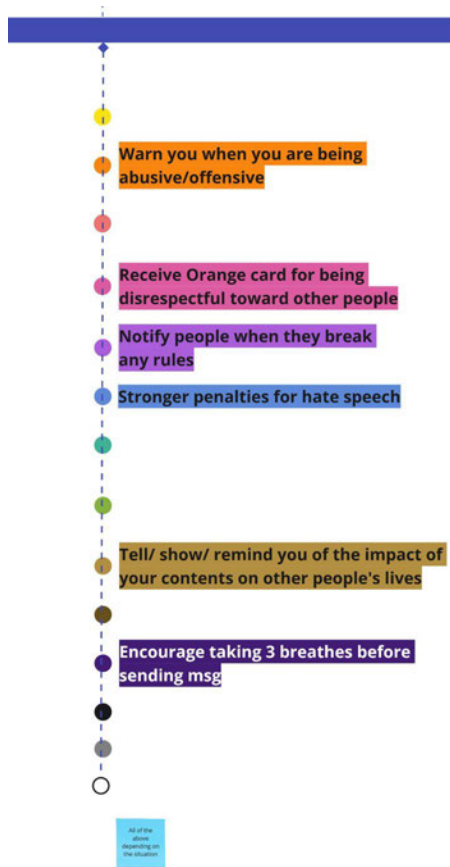 Warn you when you are being
abusive/offensive
Receive Orange card for being
disrespectful toward other people
Notify people when they break
any rules
Stronger penalties for hate speech
Tell/ show/ remind you of the impact of
your contents on other people's lives
Encourage taking 3 breathes before
sending msg
All of the
above
depending on
the situation